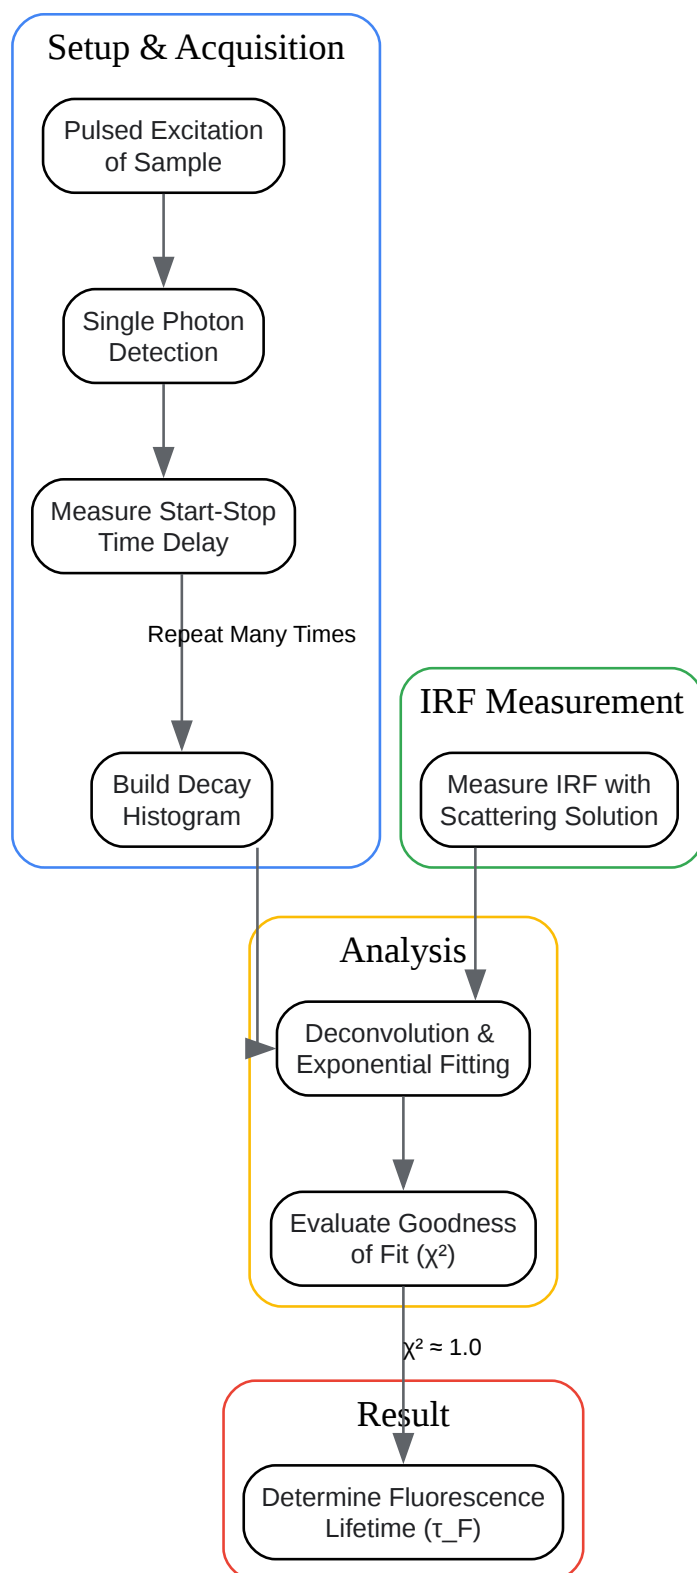 Setup & Acquisition
Pulsed Excitation
of Sample
Single Photon
Detection
Measure Start-Stop
Time Delay
Repeat Many Times
Build Decay
Histogram
IRF Measurement
Measure IRF with
Scattering Solution
Analysis
Deconvolution &
Exponential Fitting
Evaluate Goodness
of Fit (χ²)
χ² ≈ 1.0
Result
Determine Fluorescence
Lifetime (τ_F)